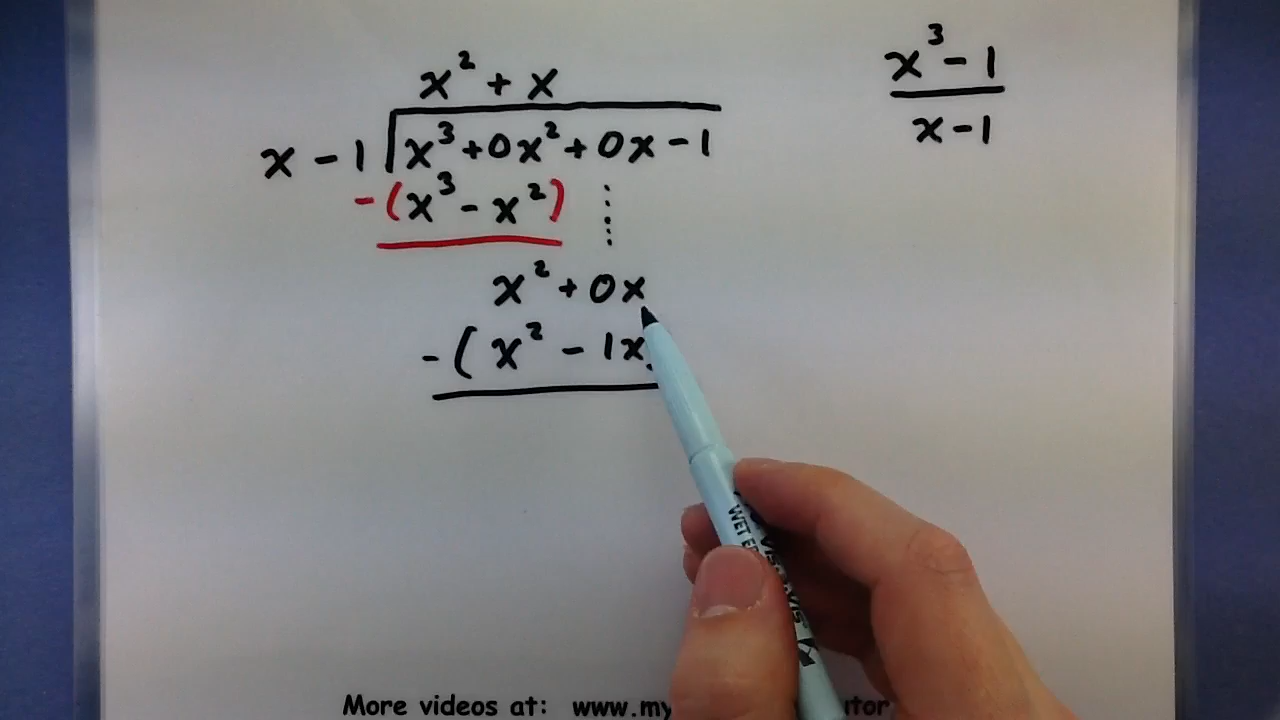 x² + x
x - 1 x³ + 0x² + 0x - 1
-(x³ - x²)
x² + 0x
-(x² - 1x
x³ - 1
x - 1
WET E
More videos at: www.my